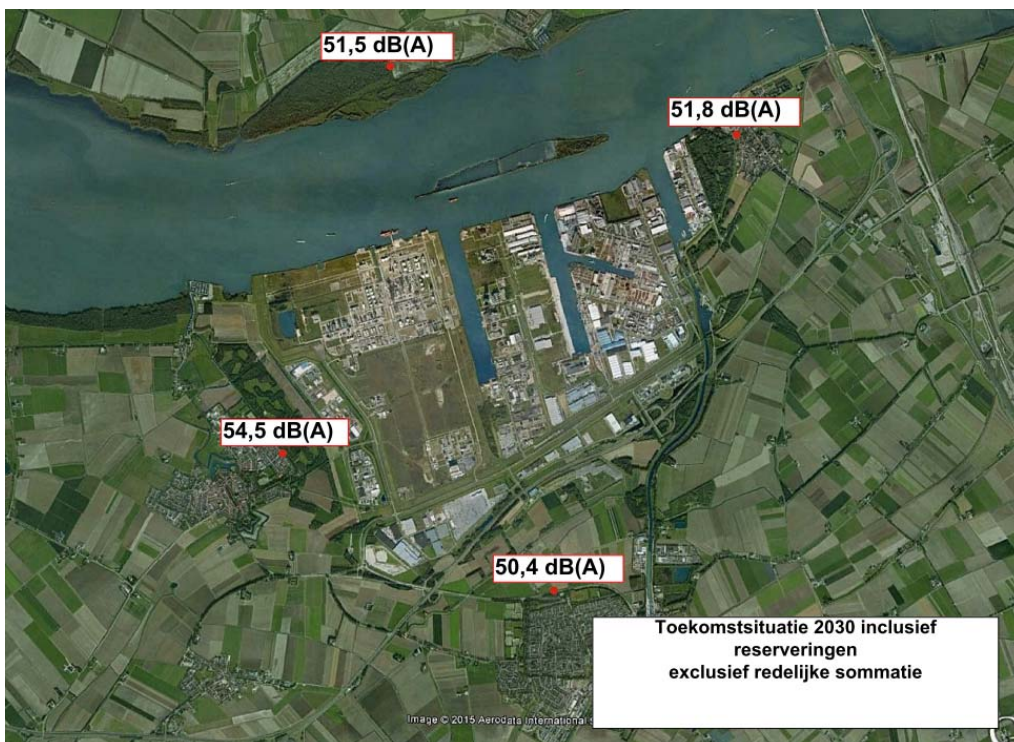 51,5 dB(A)
51,8 dB(A)
54,5 dB(A)
50,4 dB(A)
Toekomstsituatie 2030 inclusief
reserveringen
exclusief redelijke sommatie
Image © 2015 Aerodata International